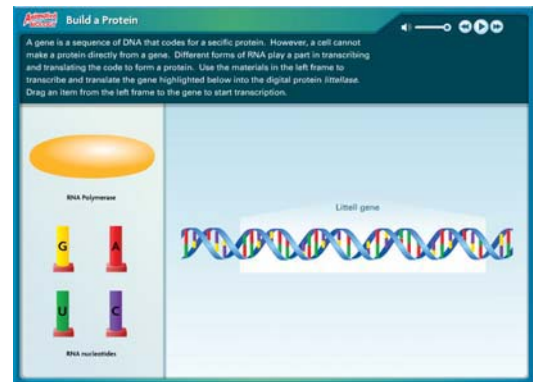 Animated Biology
Build a Protein
A gene is a sequence of DNA that codes for a secific protein. However, a cell cannot
make a protein directly from a gene. Different forms of RNA play a part in transcribing
and translating the code to form a protein. Use the materials in the left frame to
transcribe and translate the gene highlighted below into the digital protein littellase.
Drag an item from the left frame to the gene to start transcription.
RNA Polymerase
Littell gene
G
A
U
C
RNA nucleotides